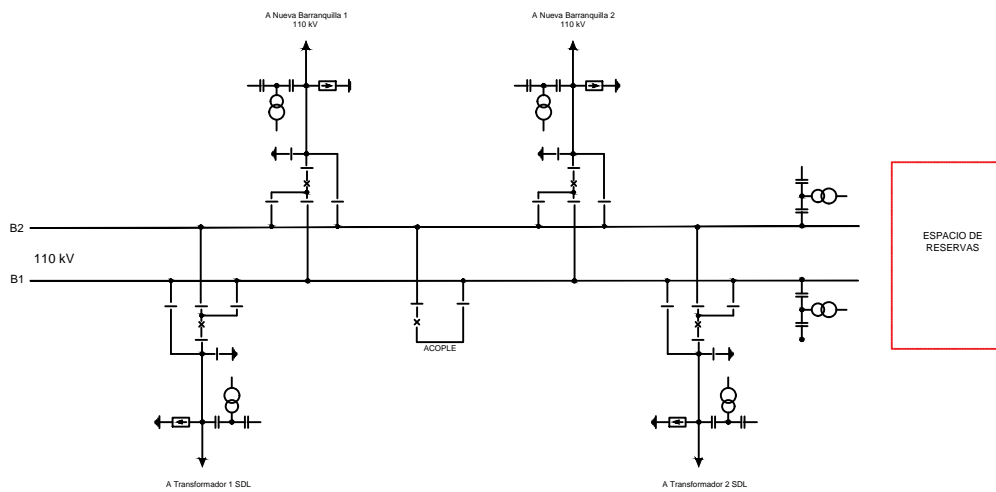 A Nueva Barranquilla 1
110 kV
A Nueva Barranquilla 2
110 kV
B2
110 kV
B1
ESPACIO DE
RESERVAS
ACOPLE
A Transformador 1 SDL
A Transformador 2 SDL